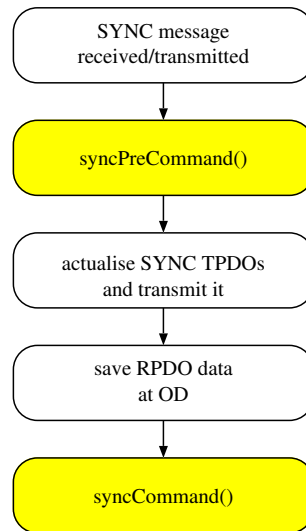 SYNC message
received/transmitted
syncPreCommand()
actualise SYNC TPDOs
and transmit it
save RPDO data
at OD
syncCommand()